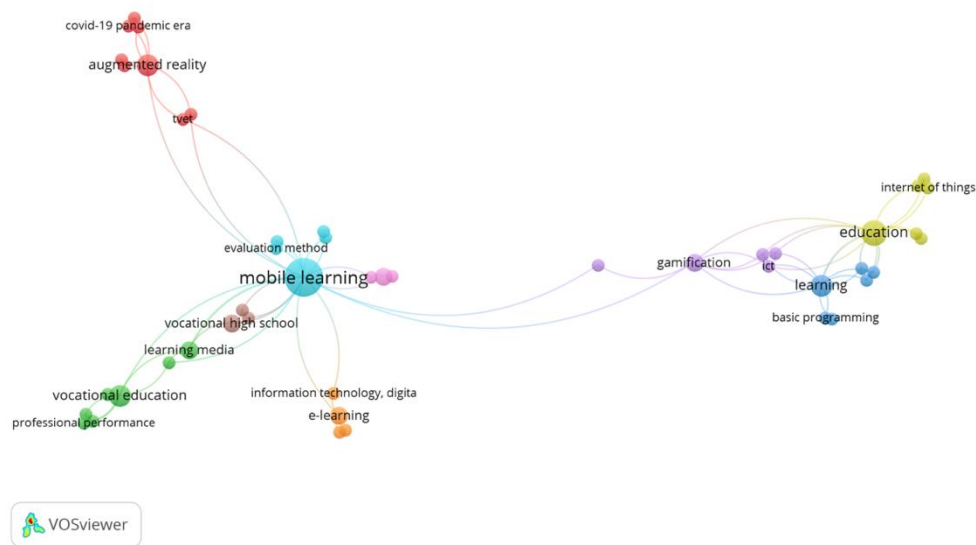 covid-19 pandemic era
augmented reality
tvet
internet of things
education
evaluation method
gamification
ict
mobile learning
learning
vocational high school
basic programming
learning media
vocational education
information technology, digita
e-learning
professional performance
VOSviewer